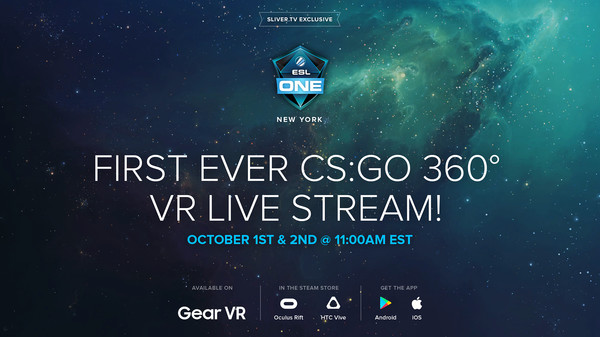 SLIVER.TV EXCLUSIVE
ESL
ONE
NEW YORK
FIRST EVER CS:GO 360°
VR LIVE STREAM!
OCTOBER 1ST & 2ND @ 11:00AM EST
AVAILABLE ON
Gear VR
IN THE STEAM STORE
Oculus Rift
HTC Vive
GET THE APP
Android
iOS